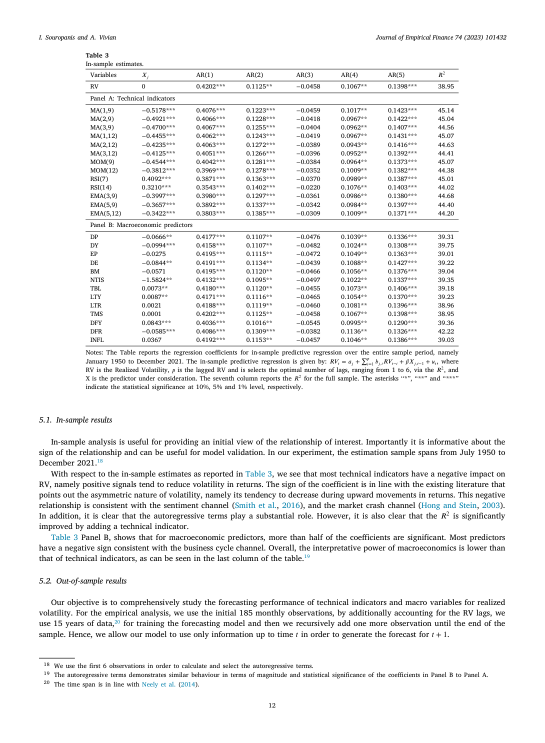 I. Souropanis and A. Vivian
Journal of Empirical Finance 74 (2023) 101432
Table 3
In-sample estimates.
Variables X_j AR(1) AR(2) AR(3) AR(4) AR(5) R²
RV 0 0.4202*** 0.1125** −0.0458 0.1067** 0.1398*** 38.95
Panel A: Technical indicators
MA(1,9) −0.5178*** 0.4076*** 0.1223*** −0.0459 0.1017** 0.1423*** 45.14
MA(2,9) −0.4921*** 0.4066*** 0.1228*** −0.0418 0.0967** 0.1422*** 45.04
MA(3,9) −0.4700*** 0.4067*** 0.1255*** −0.0404 0.0962** 0.1407*** 44.56
MA(1,12) −0.4455*** 0.4062*** 0.1243*** −0.0419 0.0967** 0.1431*** 45.07
MA(2,12) −0.4235*** 0.4063*** 0.1272*** −0.0389 0.0943** 0.1416*** 44.63
MA(3,12) −0.4125*** 0.4051*** 0.1266*** −0.0396 0.0952** 0.1392*** 44.41
MOM(9) −0.4544*** 0.4042*** 0.1281*** −0.0384 0.0964** 0.1373*** 45.07
MOM(12) −0.3812*** 0.3969*** 0.1278*** −0.0352 0.1009** 0.1382*** 44.38
RSI(7) 0.4092*** 0.3871*** 0.1363*** −0.0370 0.0989** 0.1387*** 45.01
RSI(14) 0.3210*** 0.3543*** 0.1402*** −0.0220 0.1076** 0.1403*** 44.02
EMA(3,9) −0.3997*** 0.3980*** 0.1297*** −0.0361 0.0986** 0.1380*** 44.68
EMA(5,9) −0.3657*** 0.3892*** 0.1337*** −0.0342 0.0984** 0.1397*** 44.40
EMA(5,12) −0.3422*** 0.3803*** 0.1385*** −0.0309 0.1009** 0.1371*** 44.20
Panel B: Macroeconomic predictors
DP −0.0666** 0.4177*** 0.1107** −0.0476 0.1039** 0.1336*** 39.31
DY −0.0994*** 0.4158*** 0.1107** −0.0482 0.1024** 0.1308*** 39.75
EP −0.0275 0.4195*** 0.1115** −0.0472 0.1049** 0.1363*** 39.01
DE −0.0844** 0.4191*** 0.1134** −0.0439 0.1088** 0.1427*** 39.22
BM −0.0571 0.4195*** 0.1120** −0.0466 0.1056** 0.1376*** 39.04
NTIS −1.5824** 0.4132*** 0.1095** −0.0497 0.1022** 0.1337*** 39.35
TBL 0.0073** 0.4180*** 0.1120** −0.0455 0.1073** 0.1406*** 39.18
LTY 0.0087** 0.4171*** 0.1116** −0.0465 0.1054** 0.1370*** 39.23
LTR 0.0021 0.4188*** 0.1119** −0.0460 0.1081** 0.1396*** 38.96
TMS 0.0001 0.4202*** 0.1125** −0.0458 0.1067** 0.1398*** 38.95
DFY 0.0843*** 0.4036*** 0.1016** −0.0545 0.0995** 0.1290*** 39.36
DFR −0.0585*** 0.4086*** 0.1309*** −0.0382 0.1136** 0.1326*** 42.22
INFL 0.0367 0.4192*** 0.1153** −0.0457 0.1046** 0.1386*** 39.03
Notes: The Table reports the regression coefficients for in-sample predictive regression over the entire sample period, namely
January 1950 to December 2021. The in-sample predictive regression is given by:
RV is the Realized Volatility, p is the lagged RV and is selects the optimal number of lags, ranging from 1 to 6, via the R², and
X is the predictor under consideration. The seventh column reports the R² for the full sample. The asterisks "*", "**" and "***"
indicate the statistical significance at 10%, 5% and 1% level, respectively.
5.1. In-sample results
In-sample analysis is useful for providing an initial view of the relationship of interest. Importantly it is informative about the
sign of the relationship and can be useful for model validation. In our experiment, the estimation sample spans from July 1950 to
December 2021.18
With respect to the in-sample estimates as reported in Table 3, we see that most technical indicators have a negative impact on
RV, namely positive signals tend to reduce volatility in returns. The sign of the coefficient is in line with the existing literature that
points out the asymmetric nature of volatility, namely its tendency to decrease during upward movements in returns. This negative
relationship is consistent with the sentiment channel (Smith et al., 2016), and the market crash channel (Hong and Stein, 2003).
In addition, it is clear that the autoregressive terms play a substantial role. However, it is also clear that the R² is significantly
improved by adding a technical indicator.
Table 3 Panel B, shows that for macroeconomic predictors, more than half of the coefficients are significant. Most predictors
have a negative sign consistent with the business cycle channel. Overall, the interpretative power of macroeconomics is lower than
that of technical indicators, as can be seen in the last column of the table.19
5.2. Out-of-sample results
Our objective is to comprehensively study the forecasting performance of technical indicators and macro variables for realized
volatility. For the empirical analysis, we use the initial 185 monthly observations, by additionally accounting for the RV lags, we
use 15 years of data,20 for training the forecasting model and then we recursively add one more observation until the end of the
sample. Hence, we allow our model to use only information up to time t in order to generate the forecast for t + 1.
18 We use the first 6 observations in order to calculate and select the autoregressive terms.
19 The autoregressive terms demonstrates similar behaviour in terms of magnitude and statistical significance of the coefficients in Panel B to Panel A.
20 The time span is in line with Neely et al. (2014).
12